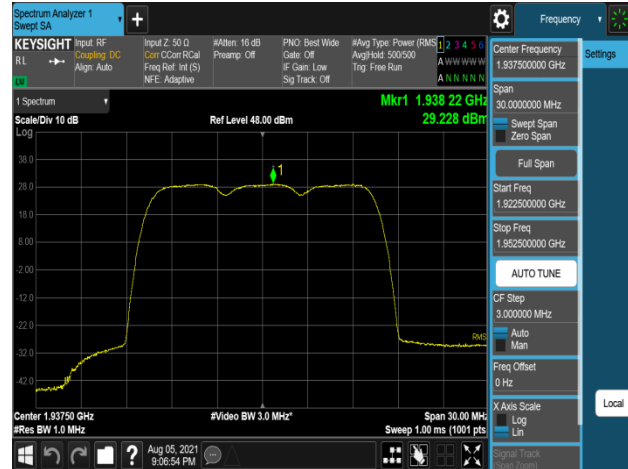 Spectrum Analyzer 1
Swept SA
+
Frequency
KEYSIGHT
RL
LV
Input: RF
Coupling: DC
Align: Auto
Input Z: 50 Ω
Corr CCorr RCal
Freq Ref: Int (S)
NFE: Adaptive
#Atten: 16 dB
Preamp: Off
PNO: Best Wide
Gate: Off
IF Gain: Low
Sig Track: Off
#Avg Type: Power (RMS
Avg|Hold: 500/500
Trig: Free Run
1 2 3 4 5 6
A W W W W W
A N N N N N
1 Spectrum
Mkr1 1.938 22 GHz
Scale/Div 10 dB
Ref Level 48.00 dBm
29.228 dBm
Log
38.0
28.0
18.0
8.00
-2.00
-12.0
-22.0
-32.0
-42.0
1
RMS
Center 1.93750 GHz
#Video BW 3.0 MHz*
Span 30.00 MHz
#Res BW 1.0 MHz
Sweep 1.00 ms (1001 pts
?
Aug 05, 2021
9:06:54 PM
Center Frequency
1.937500000 GHz
Settings
Span
30.0000000 MHz
Swept Span
Zero Span
Full Span
Start Freq
1.922500000 GHz
Stop Freq
1.952500000 GHz
AUTO TUNE
CF Step
3.000000 MHz
Auto
Man
Freq Offset
0 Hz
X Axis Scale
Log
Lin
Local
Signal Track
(Span Zoom)